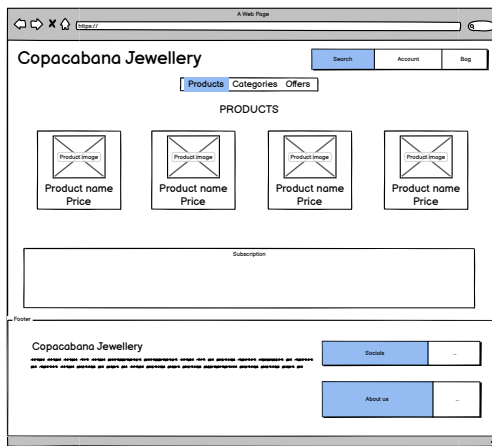 A Web Page
https://
Copacabana Jewellery
Search Account Bag
Products Categories Offers
PRODUCTS
Product image Product image Product image Product image
Product name Product name Product name Product name
Price Price Price Price
Subscription
Footer
Copacabana Jewellery
Socials ...
About us ...